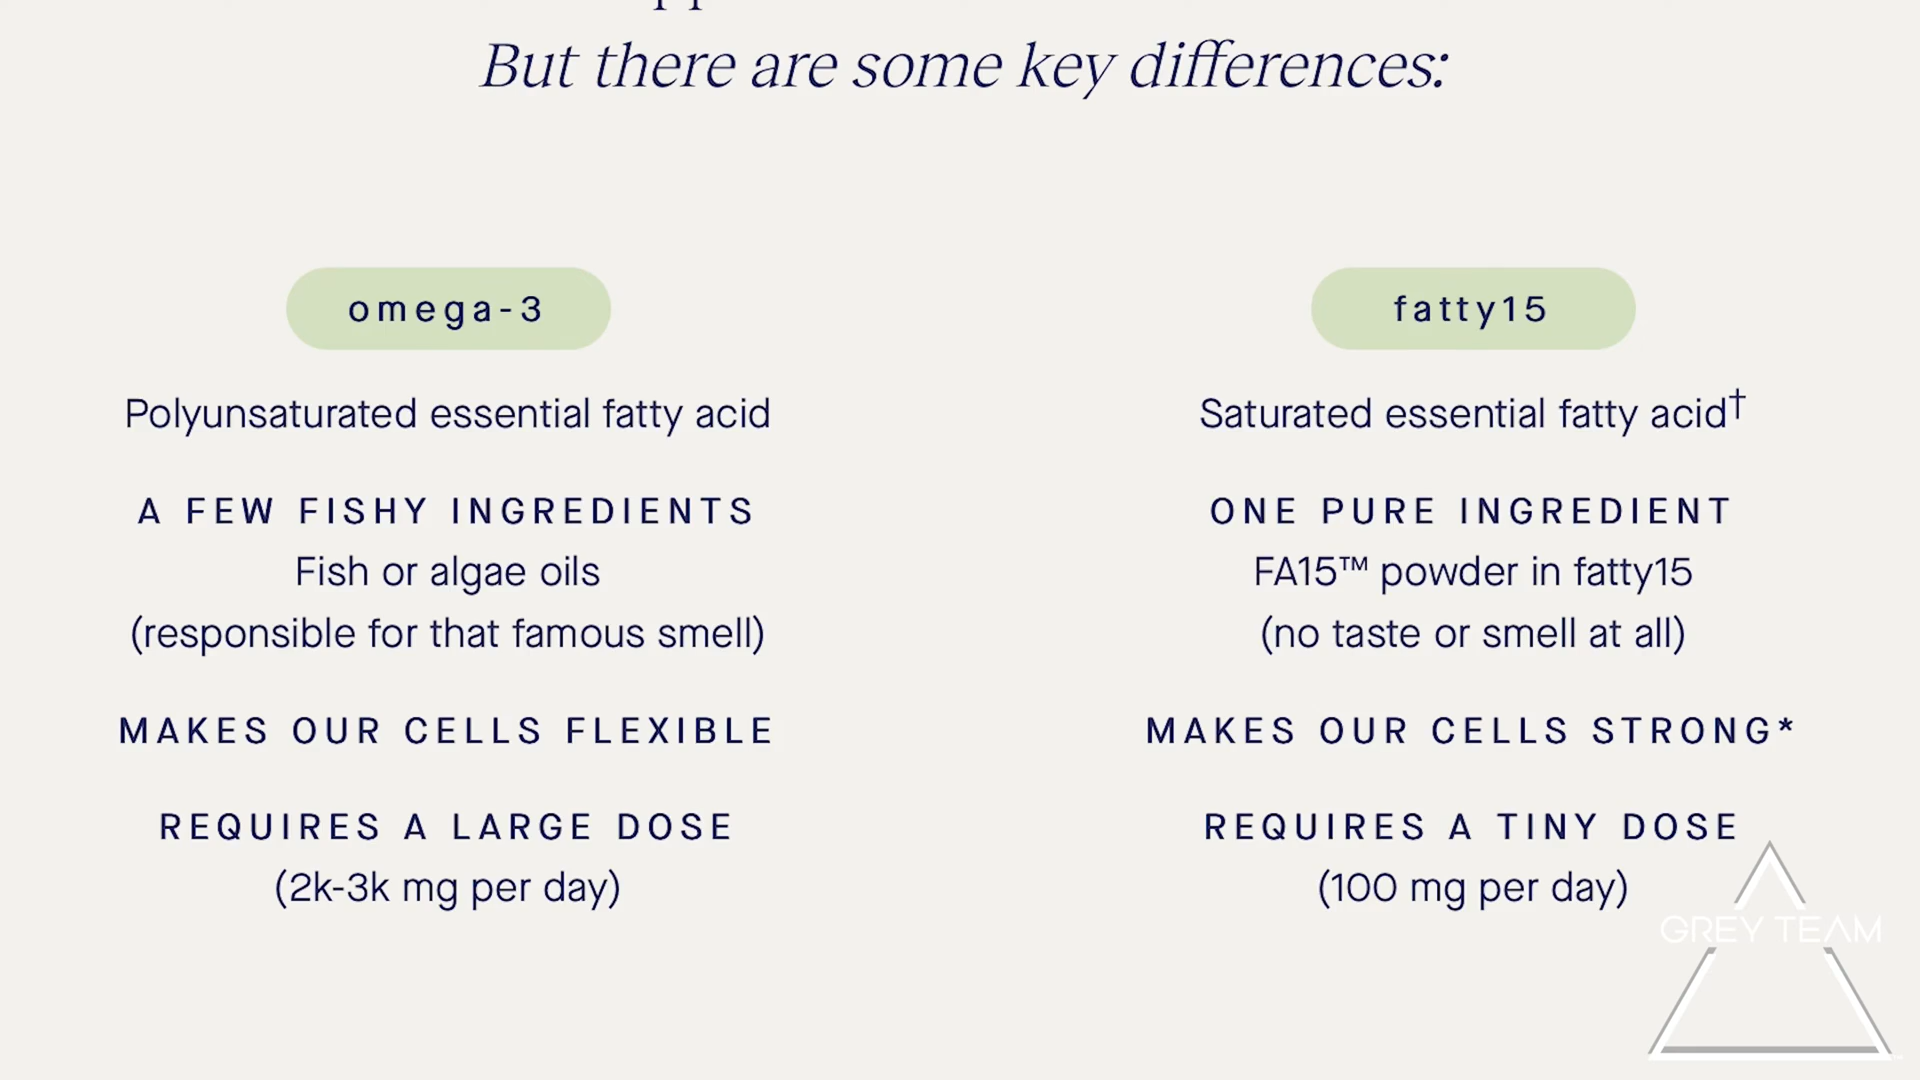 But there are some key differences:
omega-3
Polyunsaturated essential fatty acid
A FEW FISHY INGREDIENTS
Fish or algae oils
(responsible for that famous smell)
MAKES OUR CELLS FLEXIBLE
REQUIRES A LARGE DOSE
(2k-3k mg per day)
fatty15
Saturated essential fatty acid†
ONE PURE INGREDIENT
FA15™ powder in fatty15
(no taste or smell at all)
MAKES OUR CELLS STRONG*
REQUIRES A TINY DOSE
(100 mg per day)
GREY TEAM